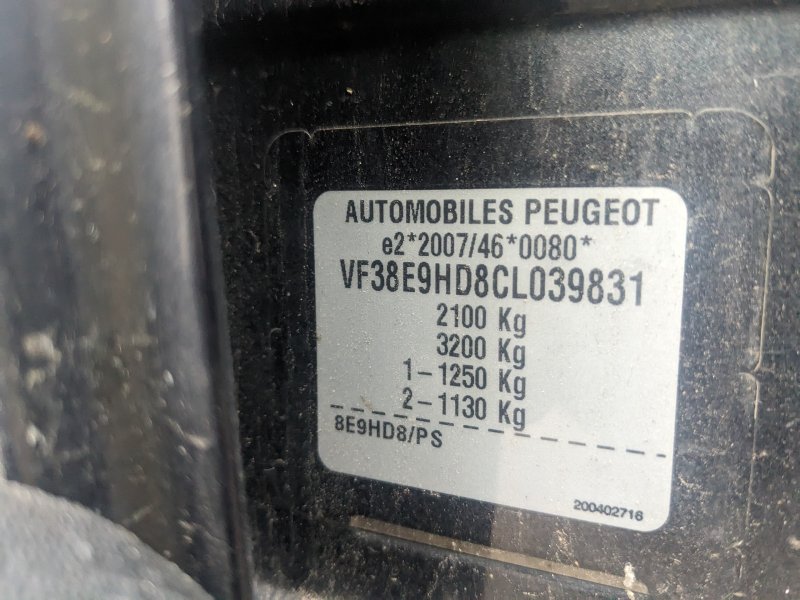 AUTOMOBILES PEUGEOT
e2*2007/46*0080*
VF38E9HD8CL039831
2100 Kg
3200 Kg
1-1250 Kg
2-1130 Kg
8E9HD8/PS
200402716